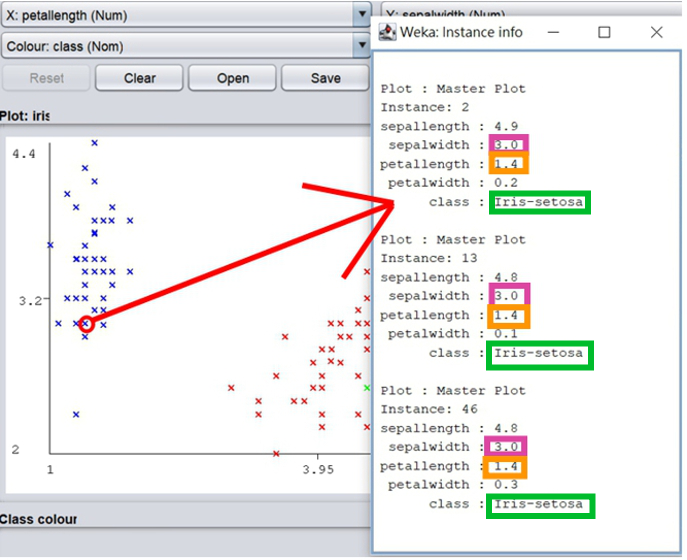 X: petallength (Num)
Y: sepalwidth (Num)
Colour: class (Nom)
Reset
Clear
Open
Save
Plot: iris
4.4
3.2
2
1
3.95
Class colour
Weka: Instance info
Plot : Master Plot
Instance: 2
sepallength : 4.9
sepalwidth : 3.0
petallength : 1.4
petalwidth : 0.2
class : Iris-setosa
Plot : Master Plot
Instance: 13
sepallength : 4.8
sepalwidth : 3.0
petallength : 1.4
petalwidth : 0.1
class : Iris-setosa
Plot : Master Plot
Instance: 46
sepallength : 4.8
sepalwidth : 3.0
petallength : 1.4
petalwidth : 0.3
class : Iris-setosa